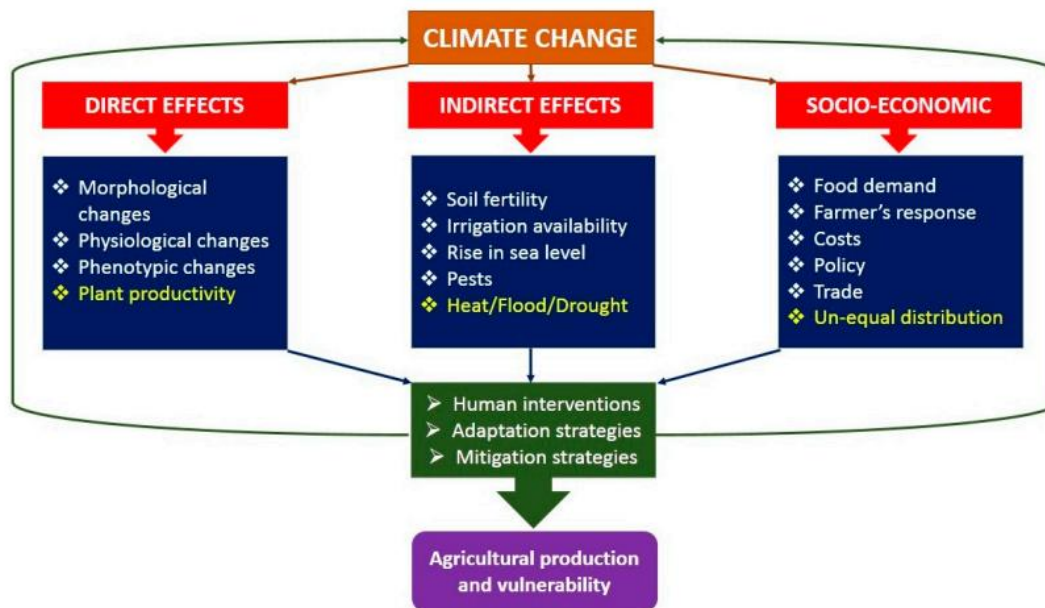 CLIMATE CHANGE
DIRECT EFFECTS
INDIRECT EFFECTS
SOCIO-ECONOMIC
❖ Morphological
changes
❖ Physiological changes
❖ Phenotypic changes
❖ Plant productivity
❖ Soil fertility
❖ Irrigation availability
❖ Rise in sea level
❖ Pests
❖ Heat/Flood/Drought
❖ Food demand
❖ Farmer’s response
❖ Costs
❖ Policy
❖ Trade
❖ Un-equal distribution
➢ Human interventions
➢ Adaptation strategies
➢ Mitigation strategies
Agricultural production
and vulnerability